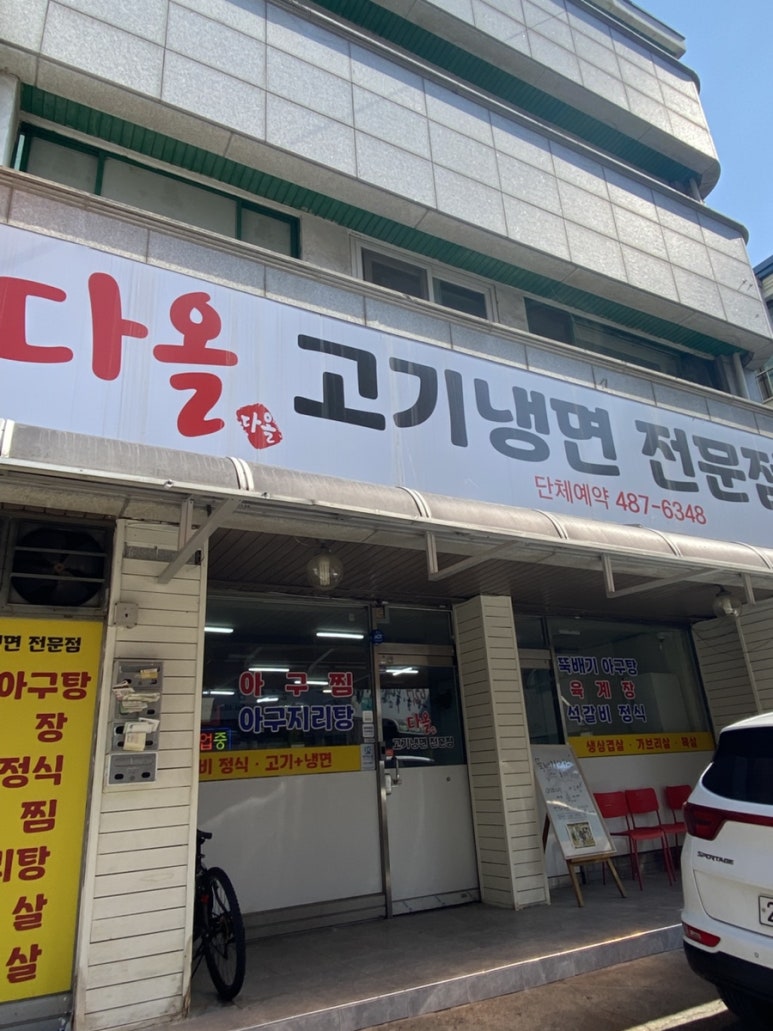 다올 다올 고기냉면 전문점
단체예약 487-6348
면 전문점
아구탕
장
정식
찜
리탕
살
살
아 구 찜
아구지리탕
업중
비 정식 · 고기+냉면
다올
고기냉면 전문점
뚝배기 아구탕
육 계 장
석갈비 정식
생삼겹살 · 가브리살 · 목살
SPORTAGE
2